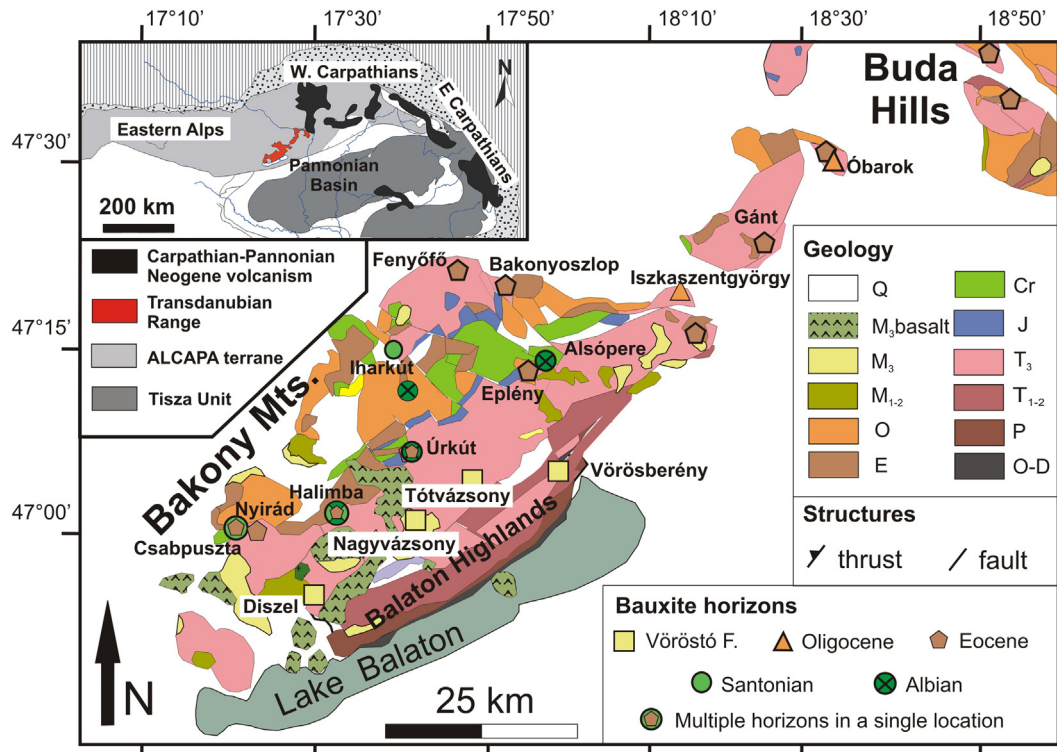 17°10'
17°30'
17°50'
18°10'
18°30'
18°50'
47°30'
47°15'
47°00'
W. Carpathians
E Carpathians
N
Eastern Alps
Pannonian
Basin
200 km
Carpathian-Pannonian
Neogene volcanism
Transdanubian
Range
ALCAPA terrane
Tisza Unit
Buda
Hills
Óbarok
Gánt
Fenyőfő
Bakonyoszlop
Iszkaszentgyörgy
Iharkút
Alsópere
Eplény
Bakony Mts.
Úrkút
Vörösberény
Tótvázsony
Halimba
Nyirád
Csabpuszta
Nagyvázsony
Balaton Highlands
Diszel
Lake Balaton
N
25 km
Geology
Q
Cr
M₃basalt
J
M₃
T₃
M₁₋₂
T₁₋₂
O
P
E
O-D
Structures
thrust
fault
Bauxite horizons
Vöröstó F.
Oligocene
Eocene
Santonian
Albian
Multiple horizons in a single location